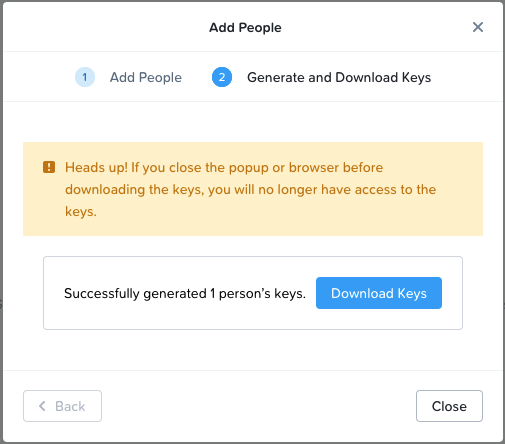 Add People
1 Add People 2 Generate and Download Keys
Heads up! If you close the popup or browser before
downloading the keys, you will no longer have access to the
keys.
Successfully generated 1 person's keys. Download Keys
Back Close